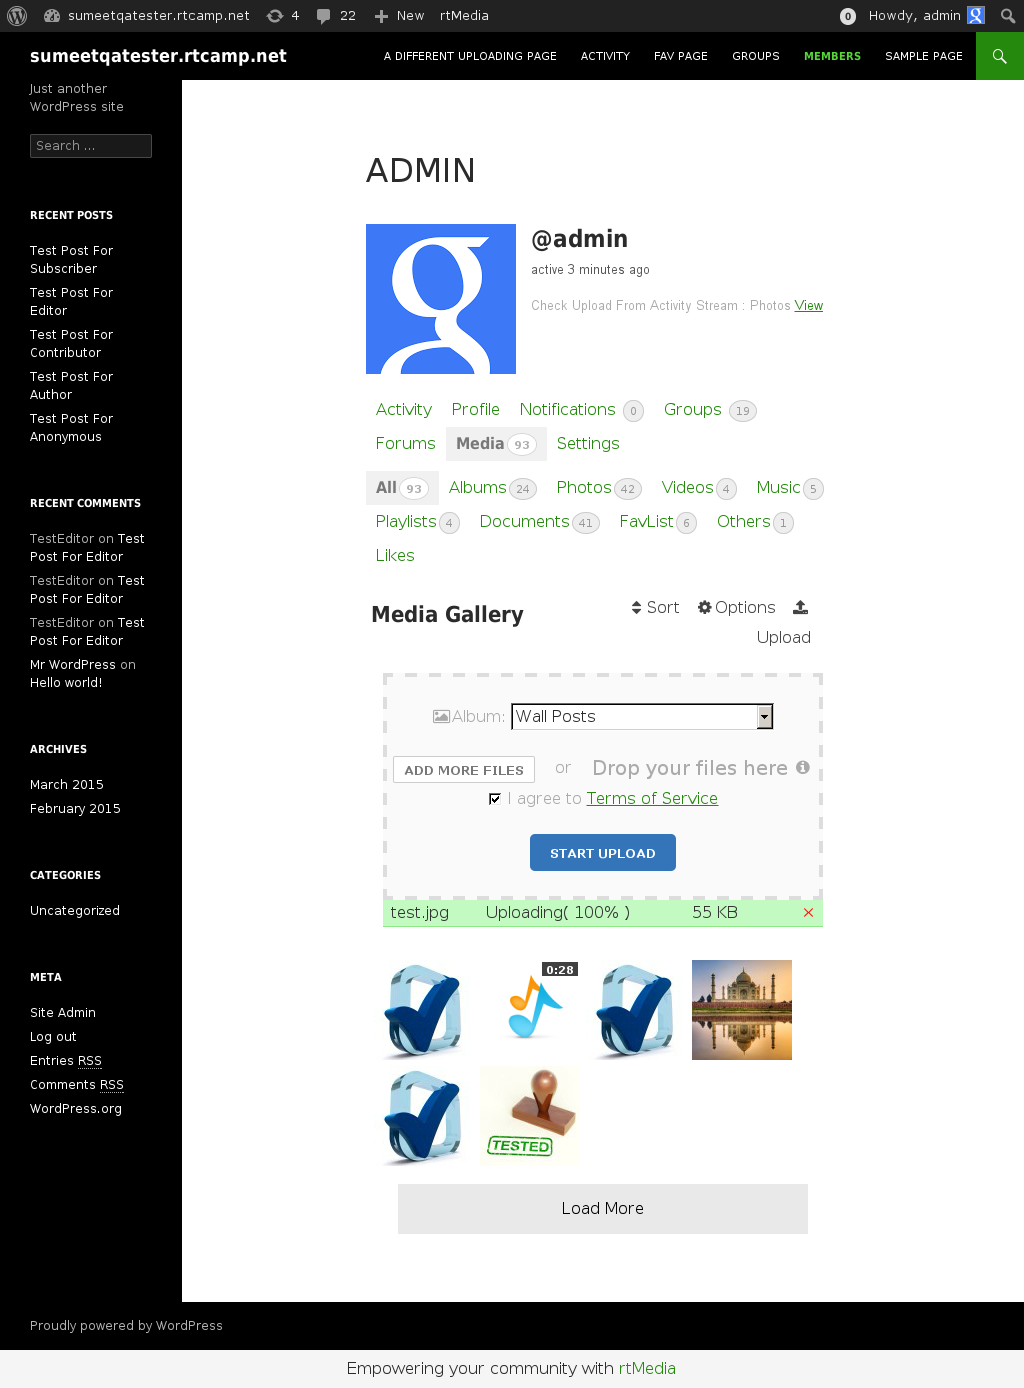 sumeetqatester.rtcamp.net 4 22 New rtMedia 0 Howdy, admin
sumeetqatester.rtcamp.net A DIFFERENT UPLOADING PAGE ACTIVITY FAV PAGE GROUPS MEMBERS SAMPLE PAGE
Just another
WordPress site
Search ...
RECENT POSTS
Test Post For
Subscriber
Test Post For
Editor
Test Post For
Contributor
Test Post For
Author
Test Post For
Anonymous
RECENT COMMENTS
TestEditor on Test
Post For Editor
TestEditor on Test
Post For Editor
TestEditor on Test
Post For Editor
Mr WordPress on
Hello world!
ARCHIVES
March 2015
February 2015
CATEGORIES
Uncategorized
META
Site Admin
Log out
Entries RSS
Comments RSS
WordPress.org
ADMIN
@admin
active 3 minutes ago
Check Upload From Activity Stream : Photos View
Activity Profile Notifications 0 Groups 19
Forums Media 93 Settings
All 93 Albums 24 Photos 42 Videos 4 Music 5
Playlists 4 Documents 41 FavList 6 Others 1
Likes
Media Gallery
Sort Options
Upload
Album: Wall Posts
ADD MORE FILES or Drop your files here
I agree to Terms of Service
START UPLOAD
test.jpg Uploading( 100% ) 55 KB
0:28
TESTED
Load More
Proudly powered by WordPress
Empowering your community with rtMedia